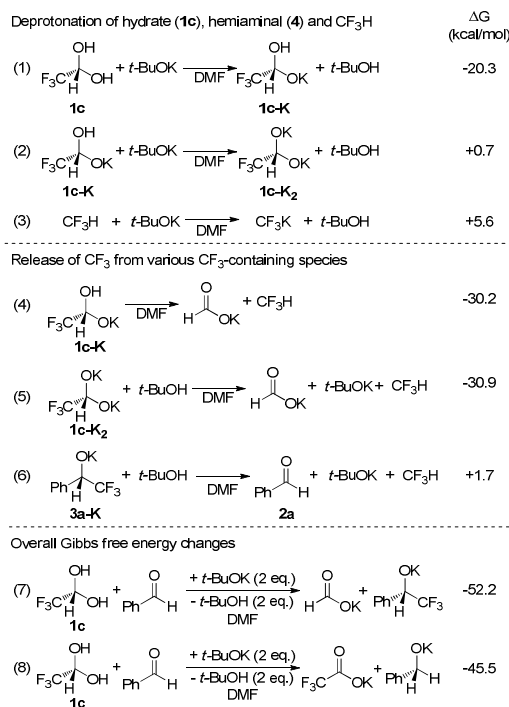 Deprotonation of hydrate (1c), hemiaminal (4) and CF3H
ΔG
(kcal/mol)
(1) F3C H OH OH + t-BuOK DMF F3C H OH OK + t-BuOH -20.3
1c 1c-K
(2) F3C H OH OK + t-BuOK DMF F3C H OK OK + t-BuOH +0.7
1c-K 1c-K2
(3) CF3H + t-BuOK DMF CF3K + t-BuOH +5.6
Release of CF3 from various CF3-containing species
(4) F3C H OH OK DMF H O OK + CF3H -30.2
1c-K
(5) F3C H OK OK + t-BuOH DMF H O OK + t-BuOK + CF3H -30.9
1c-K2
(6) Ph H OK CF3 + t-BuOH DMF Ph O H + t-BuOK + CF3H +1.7
3a-K 2a
Overall Gibbs free energy changes
(7) F3C H OH OH + Ph O H + t-BuOK (2 eq.) - t-BuOH (2 eq.) DMF H O OK + Ph H OK CF3 -52.2
1c
(8) F3C H OH OH + Ph O H + t-BuOK (2 eq.) - t-BuOH (2 eq.) DMF F3C O OK + Ph H OK H -45.5
1c